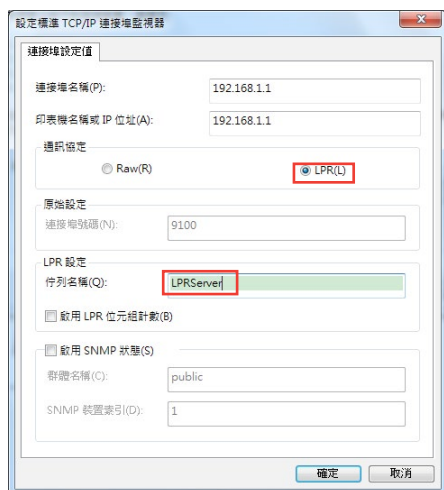 設定標準 TCP/IP 連接埠監視器
連接埠設定值
連接埠名稱(P): 192.168.1.1
印表機名稱或 IP 位址(A): 192.168.1.1
通訊協定
Raw(R) LPR(L)
原始設定
連接埠號碼(N): 9100
LPR 設定
佇列名稱(Q): LPRServer
啟用 LPR 位元組計數(B)
啟用 SNMP 狀態(S)
群體名稱(C): public
SNMP 裝置索引(D): 1
確定 取消